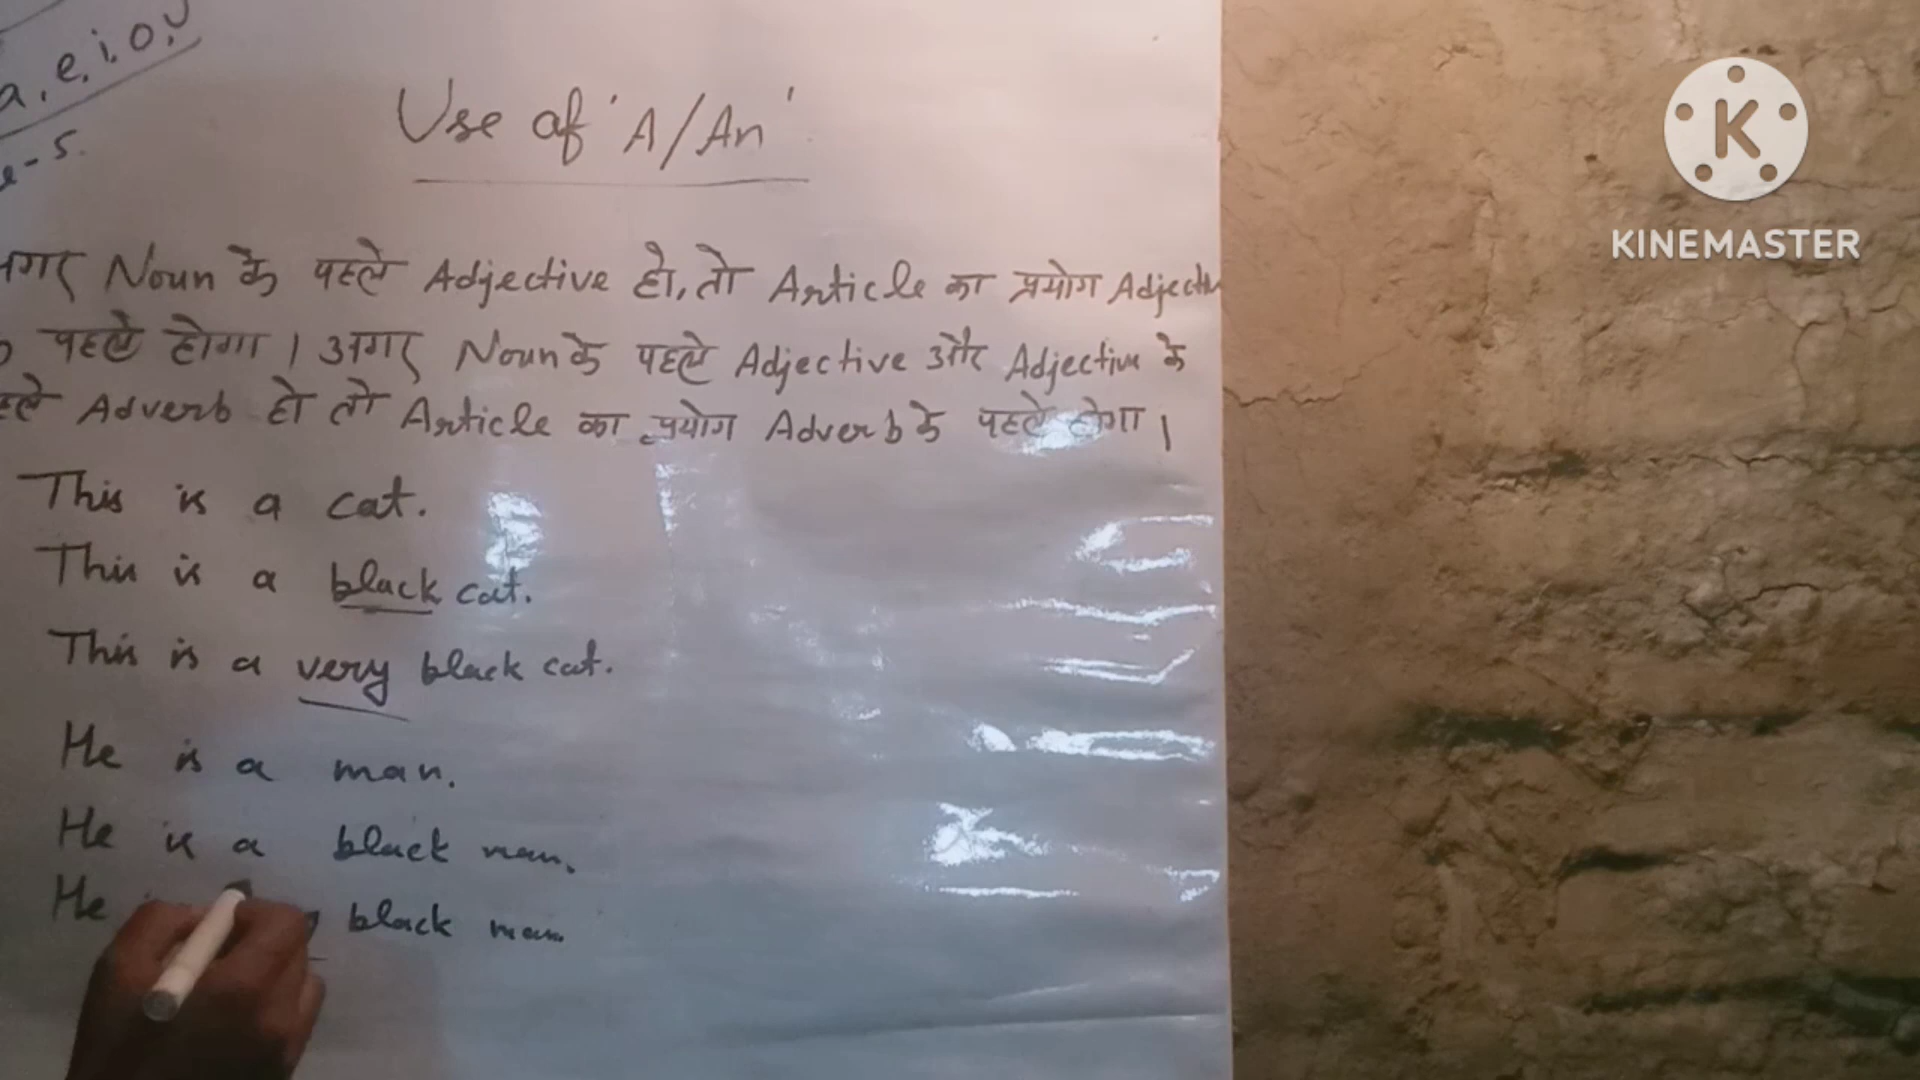 a, e, i, o, u
e-s.
Use of 'A/An'
अगर Noun के पहले Adjective हो, तो Article का प्रयोग Adjective
पहले होगा । अगर Noun के पहले Adjective और Adjective के
पहले Adverb हो तो Article का प्रयोग Adverb के पहले होगा ।
This is a cat.
This is a black cat.
This is a very black cat.
He is a man.
He is a black man.
He black man.
KINEMASTER